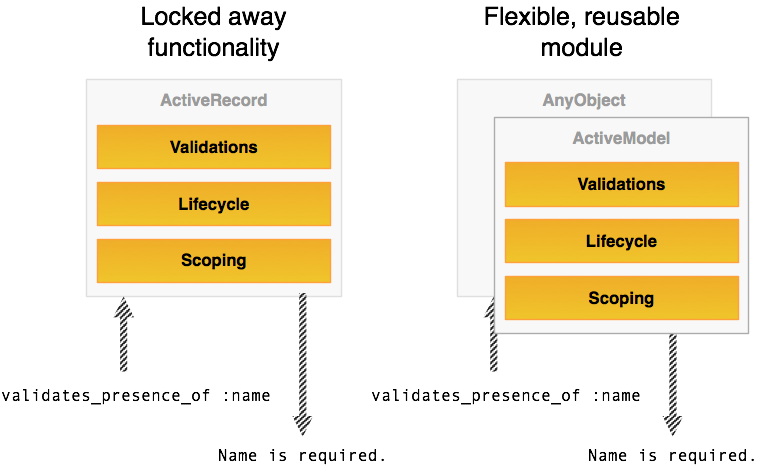 Locked away
functionality
ActiveRecord
Validations
Lifecycle
Scoping
validates_presence_of :name
Name is required.
Flexible, reusable
module
AnyObject
ActiveModel
Validations
Lifecycle
Scoping
validates_presence_of :name
Name is required.